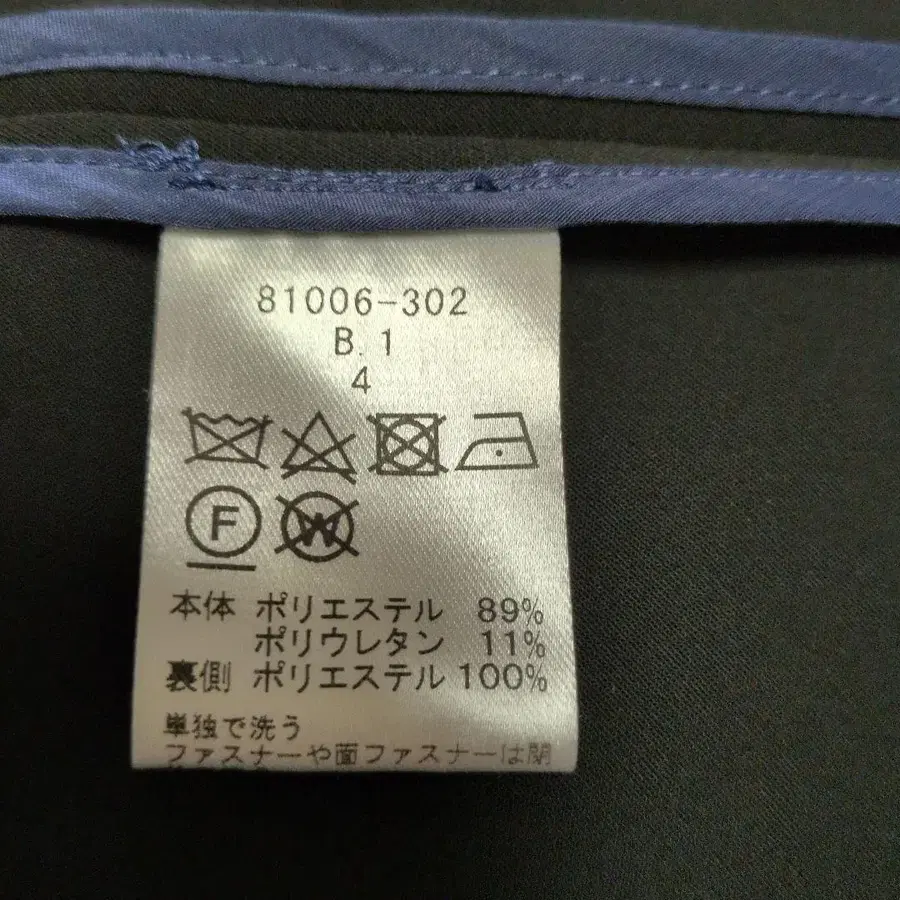 81006-302
B. 1
4
F
W
本体 ポリエステル 89%
ポリウレタン 11%
裏側 ポリエステル 100%
単独で洗う
ファスナーや面ファスナーは閉